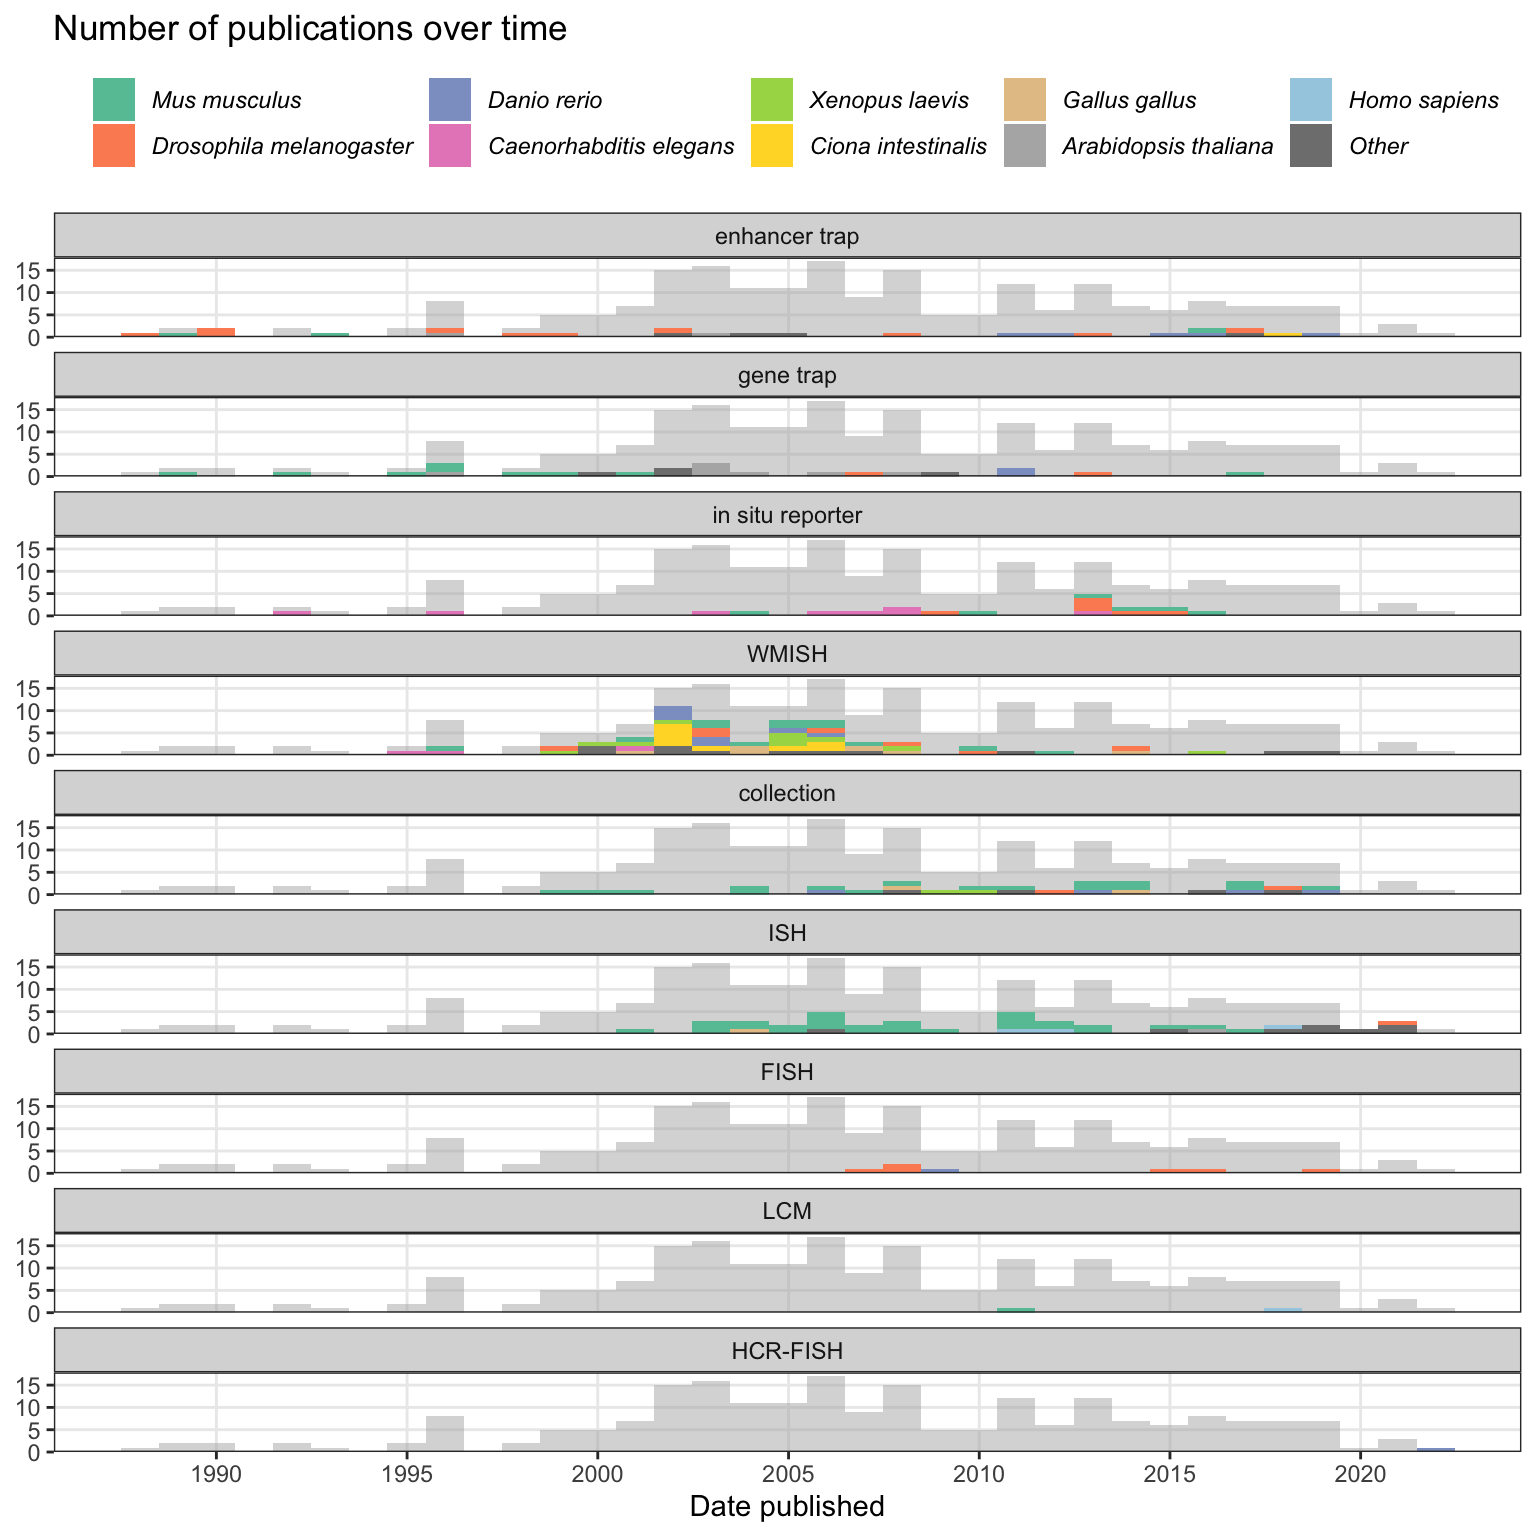 Number of publications over time
Mus musculus Danio rerio Xenopus laevis Gallus gallus Homo sapiens
Drosophila melanogaster Caenorhabditis elegans Ciona intestinalis Arabidopsis thaliana Other
enhancer trap
15
10
5
0
gene trap
15
10
5
0
in situ reporter
15
10
5
0
WMISH
15
10
5
0
collection
15
10
5
0
ISH
15
10
5
0
FISH
15
10
5
0
LCM
15
10
5
0
HCR-FISH
15
10
5
0
1990 1995 2000 2005 2010 2015 2020
Date published